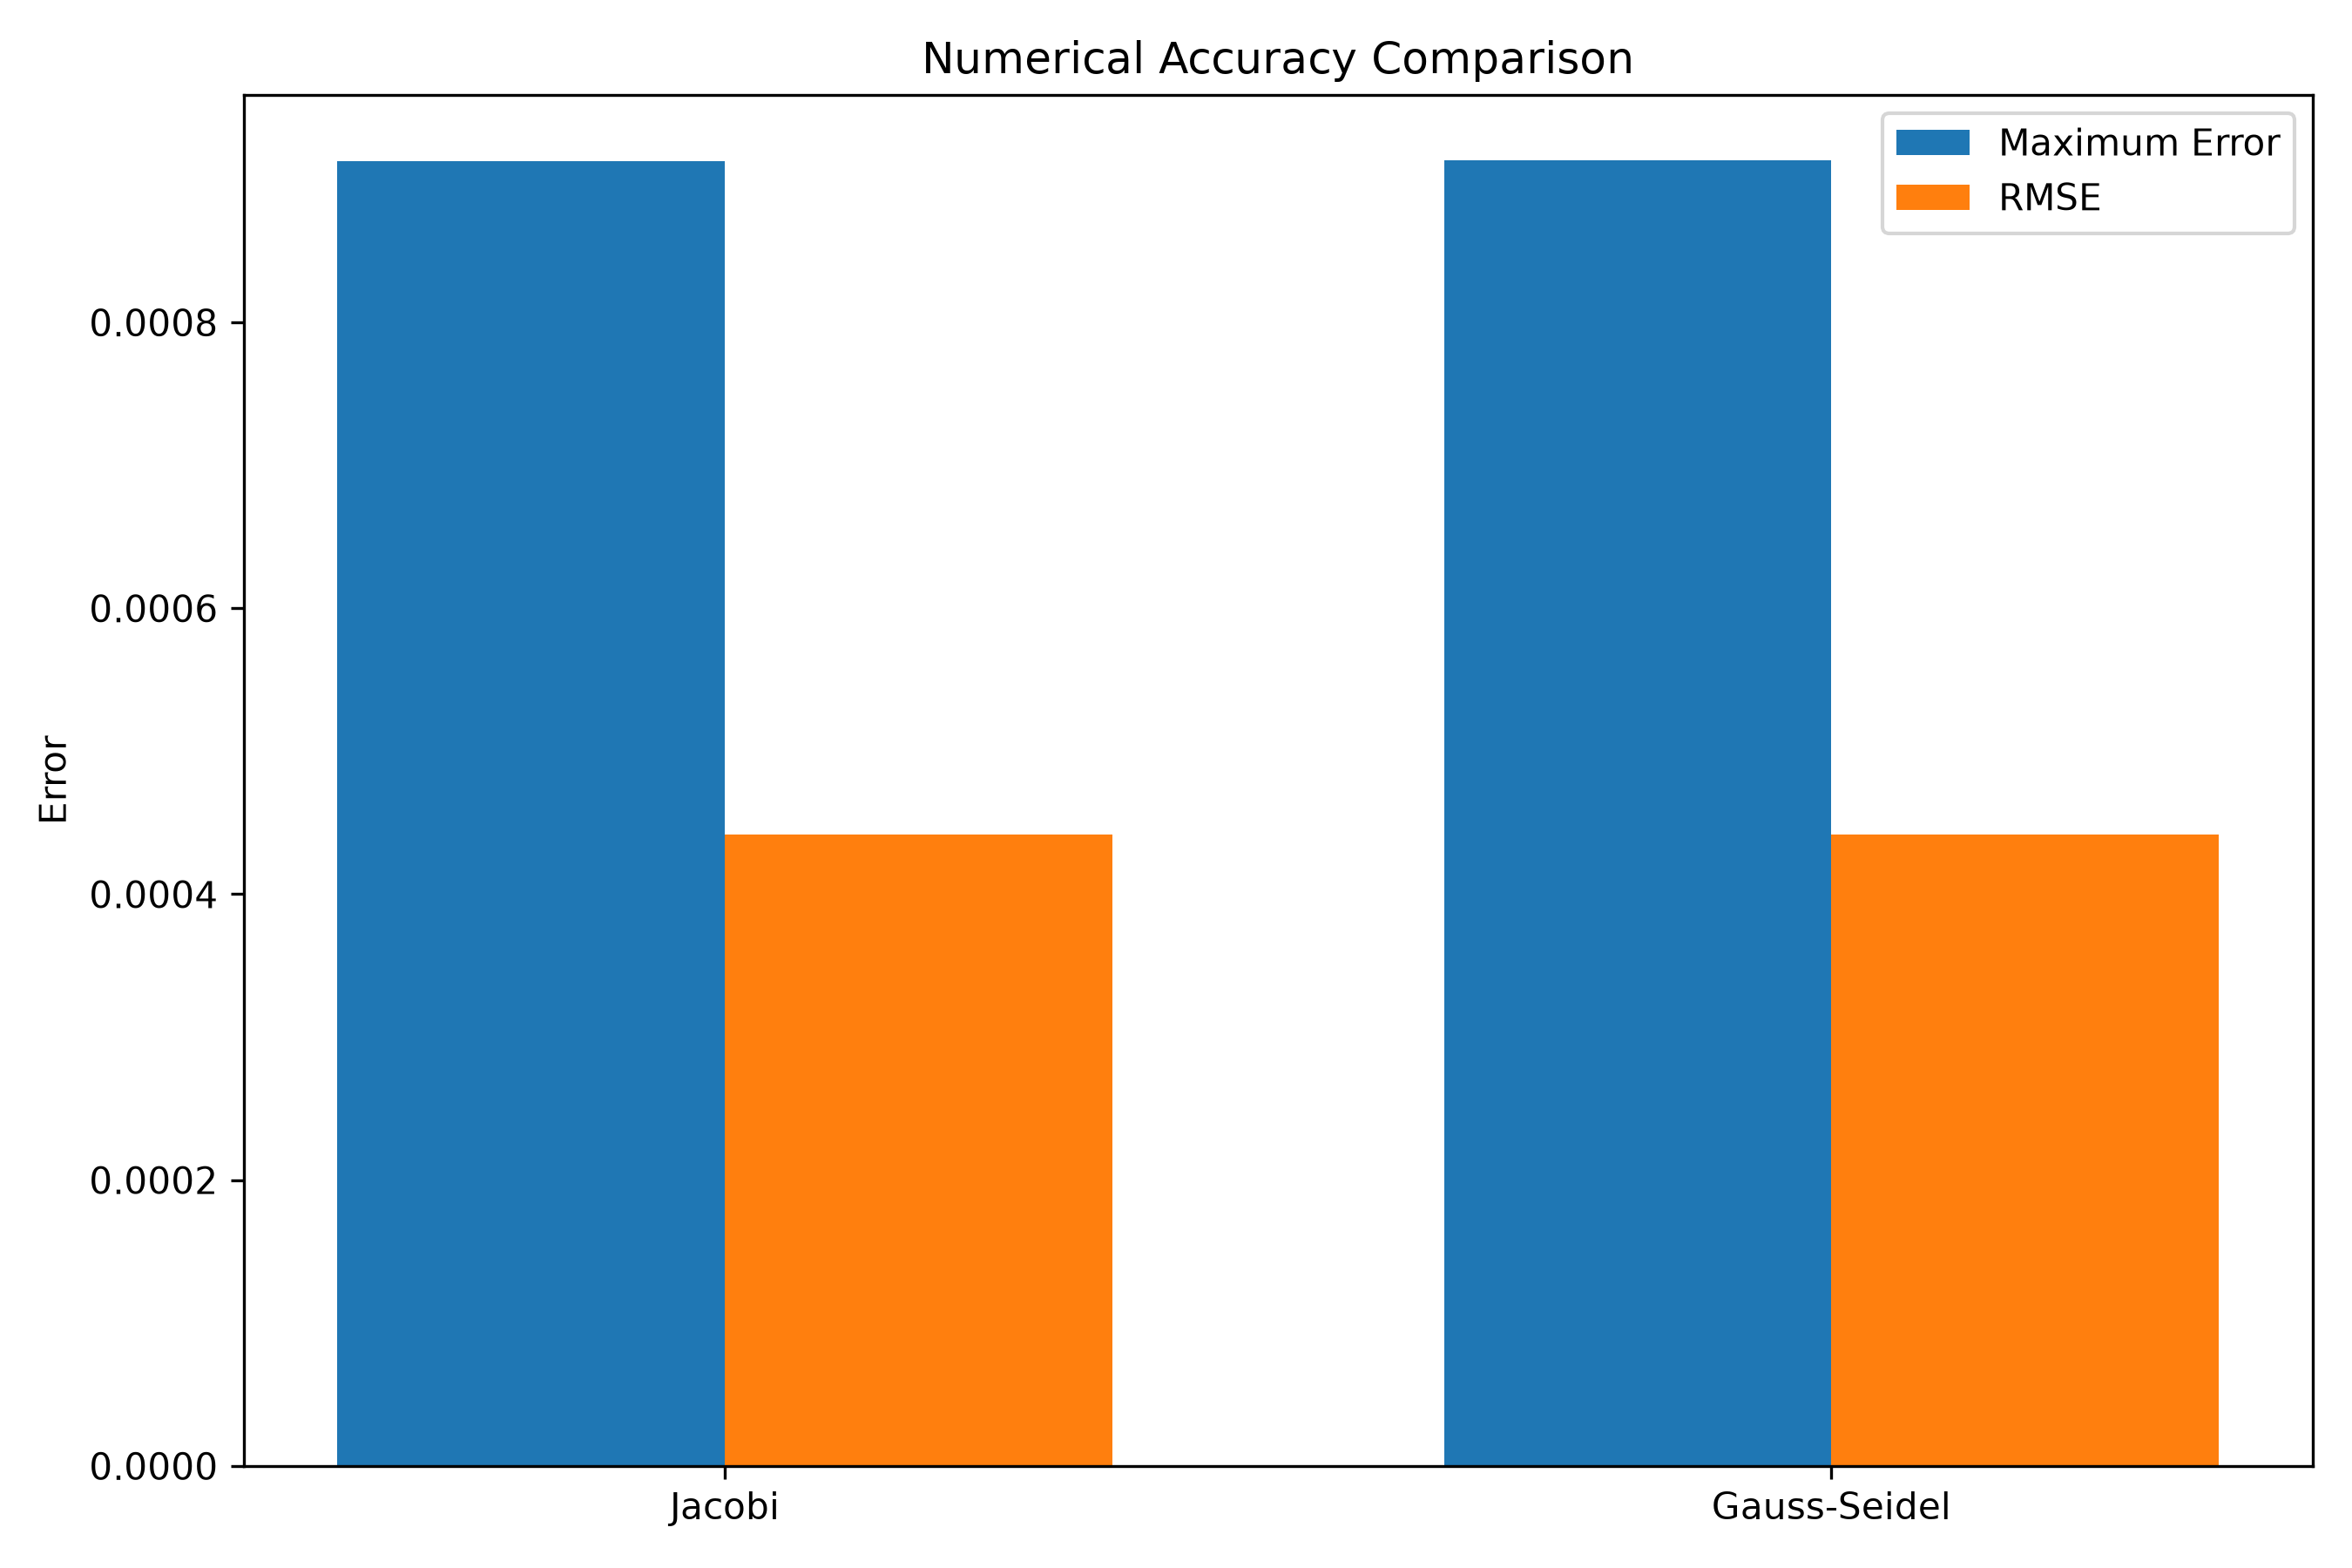 Numerical Accuracy Comparison
Maximum Error
RMSE
Error
0.0008
0.0006
0.0004
0.0002
0.0000
Jacobi
Gauss-Seidel